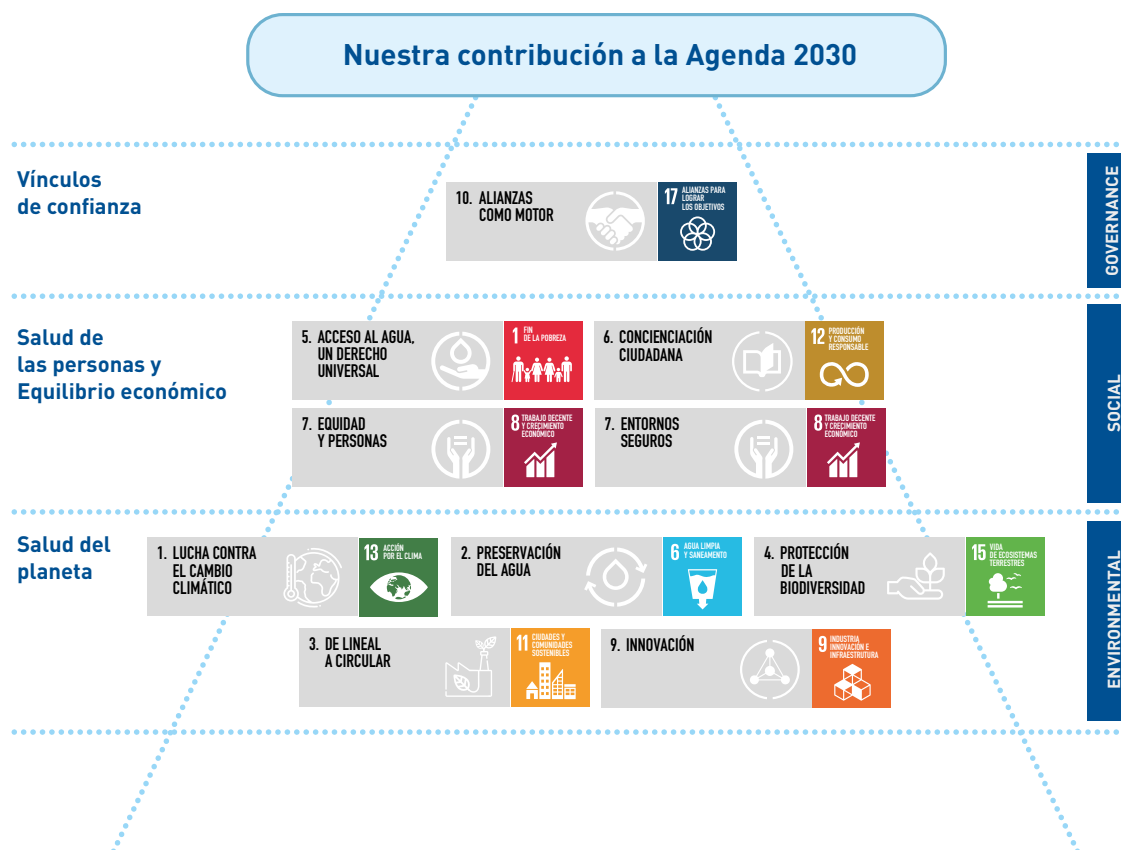 Nuestra contribución a la Agenda 2030
Vínculos
de confianza
10. ALIANZAS
COMO MOTOR
17 ALIANZAS PARA
LOGRAR
LOS OBJETIVOS
GOVERNANCE
Salud de
las personas y
Equilibrio económico
5. ACCESO AL AGUA,
UN DERECHO
UNIVERSAL
1 FIN
DE LA POBREZA
6. CONCIENCIACIÓN
CIUDADANA
12 PRODUCCIÓN
Y CONSUMO
RESPONSABLE
7. EQUIDAD
Y PERSONAS
8 TRABAJO DECENTE
Y CRECIMIENTO
ECONÓMICO
7. ENTORNOS
SEGUROS
8 TRABAJO DECENTE
Y CRECIMIENTO
ECONÓMICO
SOCIAL
Salud del
planeta
1. LUCHA CONTRA
EL CAMBIO
CLIMÁTICO
13 ACCIÓN
POR EL CLIMA
2. PRESERVACIÓN
DEL AGUA
6 AGUA LIMPIA
Y SANEAMENTO
4. PROTECCIÓN
DE LA
BIODIVERSIDAD
15 VIDA
DE ECOSISTEMAS
TERRESTRES
3. DE LINEAL
A CIRCULAR
11 CIUDADES Y
COMUNIDADES
SOSTENIBLES
9. INNOVACIÓN
9 INDUSTRIA
INNOVACIÓN E
INFRAESTRUTURA
ENVIRONMENTAL